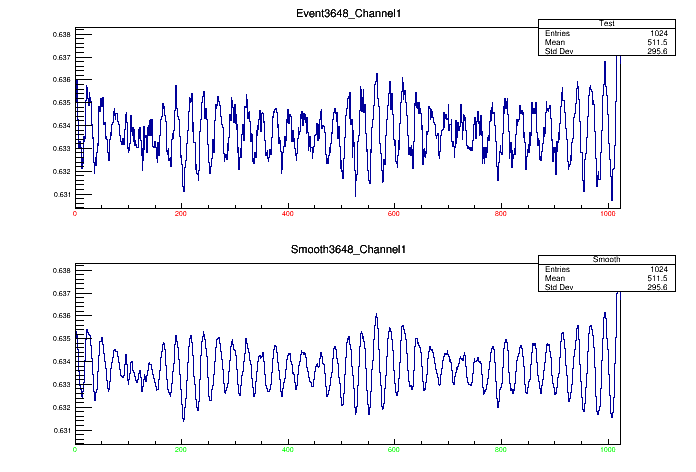 Event3648_Channel1
Test
Entries 1024
Mean 511.5
Std Dev 295.6
0.638
0.637
0.636
0.635
0.634
0.633
0.632
0.631
0 200 400 600 800 1000
Smooth3648_Channel1
Smooth
Entries 1024
Mean 511.5
Std Dev 295.6
0.638
0.637
0.636
0.635
0.634
0.633
0.632
0.631
0 200 400 600 800 1000